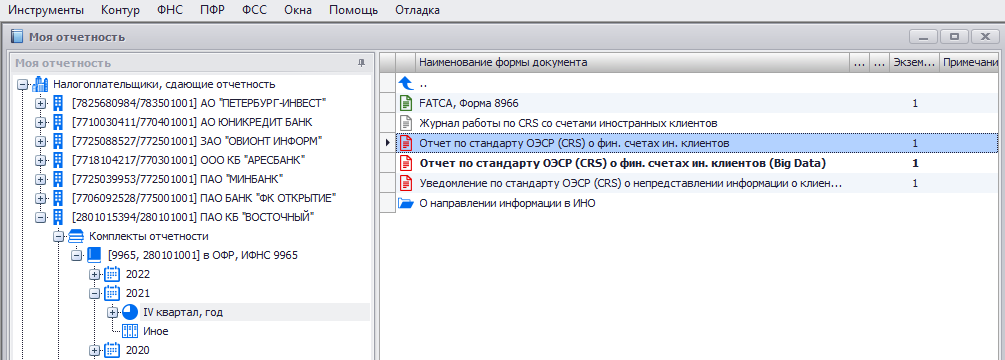 Инструменты Контур ФНС ПФР ФСС Окна Помощь Отладка
Моя отчетность
Моя отчетность
Налогоплательщики, сдающие отчетность
[7825680984/783501001] АО "ПЕТЕРБУРГ-ИНВЕСТ"
[7710030411/770401001] АО ЮНИКРЕДИТ БАНК
[7725088527/772501001] ЗАО "ОВИОНТ ИНФОРМ"
[7718104217/770301001] ООО КБ "АРЕСБАНК"
[7725039953/772501001] ПАО "МИНБАНК"
[7706092528/775001001] ПАО БАНК "ФК ОТКРЫТИЕ"
[2801015394/280101001] ПАО КБ "ВОСТОЧНЫЙ"
Комплекты отчетности
[9965, 280101001] в ОФР, ИФНС 9965
2022
2021
IV квартал, год
Иное
2020
Наименование формы документа ... ... Экзем... Примечани
..
FATCA, Форма 8966 1
Журнал работы по CRS со счетами иностранных клиентов
Отчет по стандарту ОЭСР (CRS) о фин. счетах ин. клиентов 1
Отчет по стандарту ОЭСР (CRS) о фин. счетах ин. клиентов (Big Data) 1
Уведомление по стандарту ОЭСР (CRS) о непредставлении информации о клиен... 1
О направлении информации в ИНО